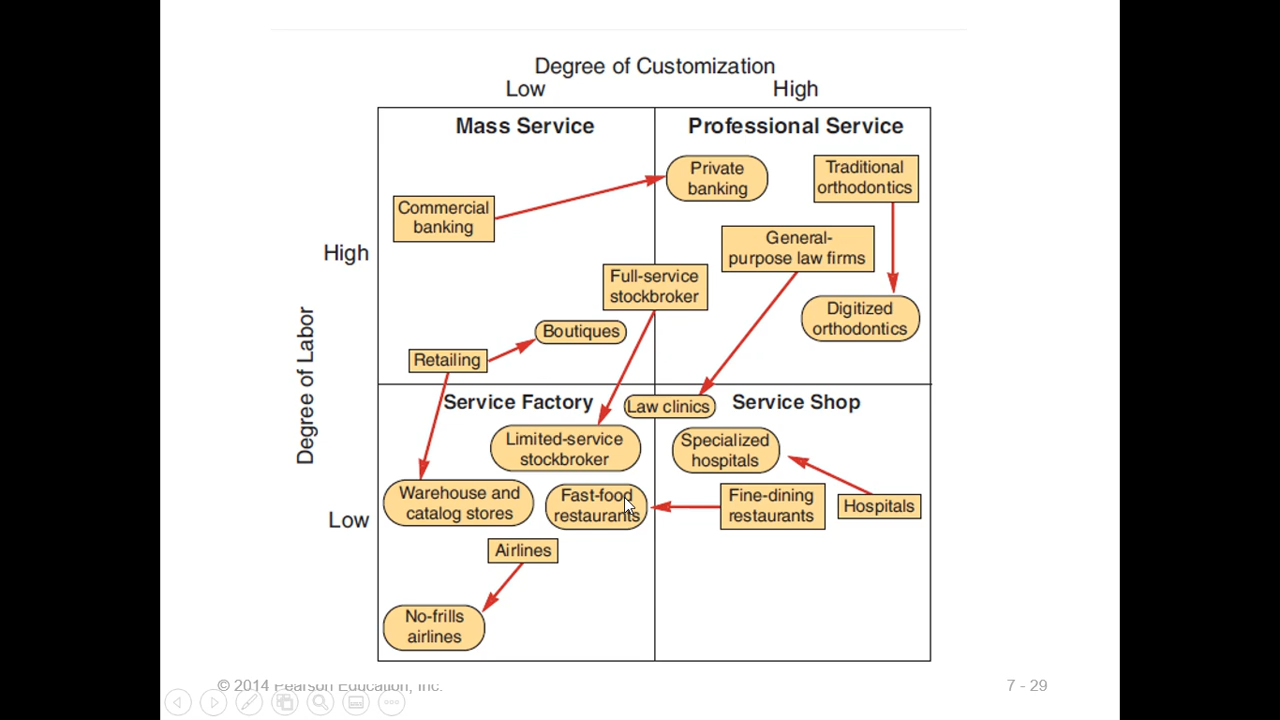 Degree of Customization
Low
High
Mass Service
Professional Service
Private
banking
Traditional
orthodontics
Commercial
banking
General-
purpose law firms
High
Full-service
stockbroker
Digitized
orthodontics
Boutiques
Retailing
Degree of Labor
Service Factory
Law clinics
Service Shop
Limited-service
stockbroker
Specialized
hospitals
Warehouse and
catalog stores
Fast-food
restaurants
Fine-dining
restaurants
Hospitals
Low
Airlines
No-frills
airlines
© 2014 Pearson Education, Inc.
7 - 29